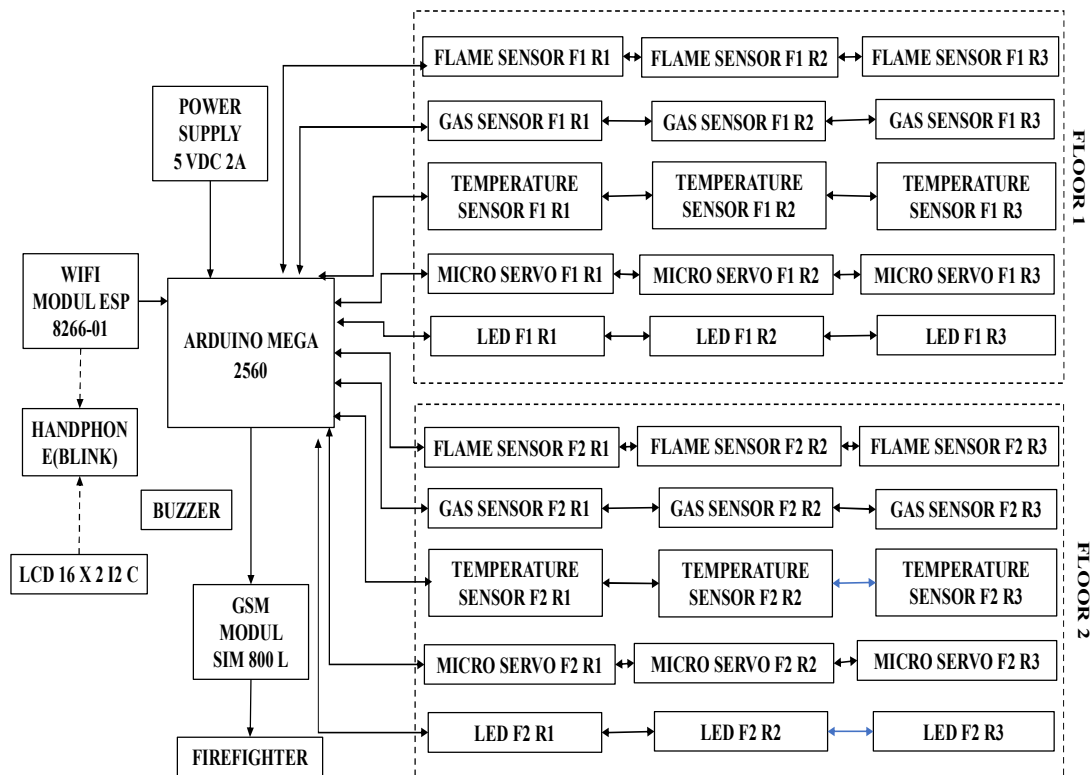 POWER
SUPPLY
5 VDC 2A
WIFI
MODUL ESP
8266-01
ARDUINO MEGA
2560
HANDPHON
E(BLINK)
BUZZER
LCD 16 X 2 I2 C
GSM
MODUL
SIM 800 L
FIREFIGHTER
FLAME SENSOR F1 R1
FLAME SENSOR F1 R2
FLAME SENSOR F1 R3
GAS SENSOR F1 R1
GAS SENSOR F1 R2
GAS SENSOR F1 R3
TEMPERATURE
SENSOR F1 R1
TEMPERATURE
SENSOR F1 R2
TEMPERATURE
SENSOR F1 R3
MICRO SERVO F1 R1
MICRO SERVO F1 R2
MICRO SERVO F1 R3
LED F1 R1
LED F1 R2
LED F1 R3
FLOOR 1
FLAME SENSOR F2 R1
FLAME SENSOR F2 R2
FLAME SENSOR F2 R3
GAS SENSOR F2 R1
GAS SENSOR F2 R2
GAS SENSOR F2 R3
TEMPERATURE
SENSOR F2 R1
TEMPERATURE
SENSOR F2 R2
TEMPERATURE
SENSOR F2 R3
MICRO SERVO F2 R1
MICRO SERVO F2 R2
MICRO SERVO F2 R3
LED F2 R1
LED F2 R2
LED F2 R3
FLOOR 2